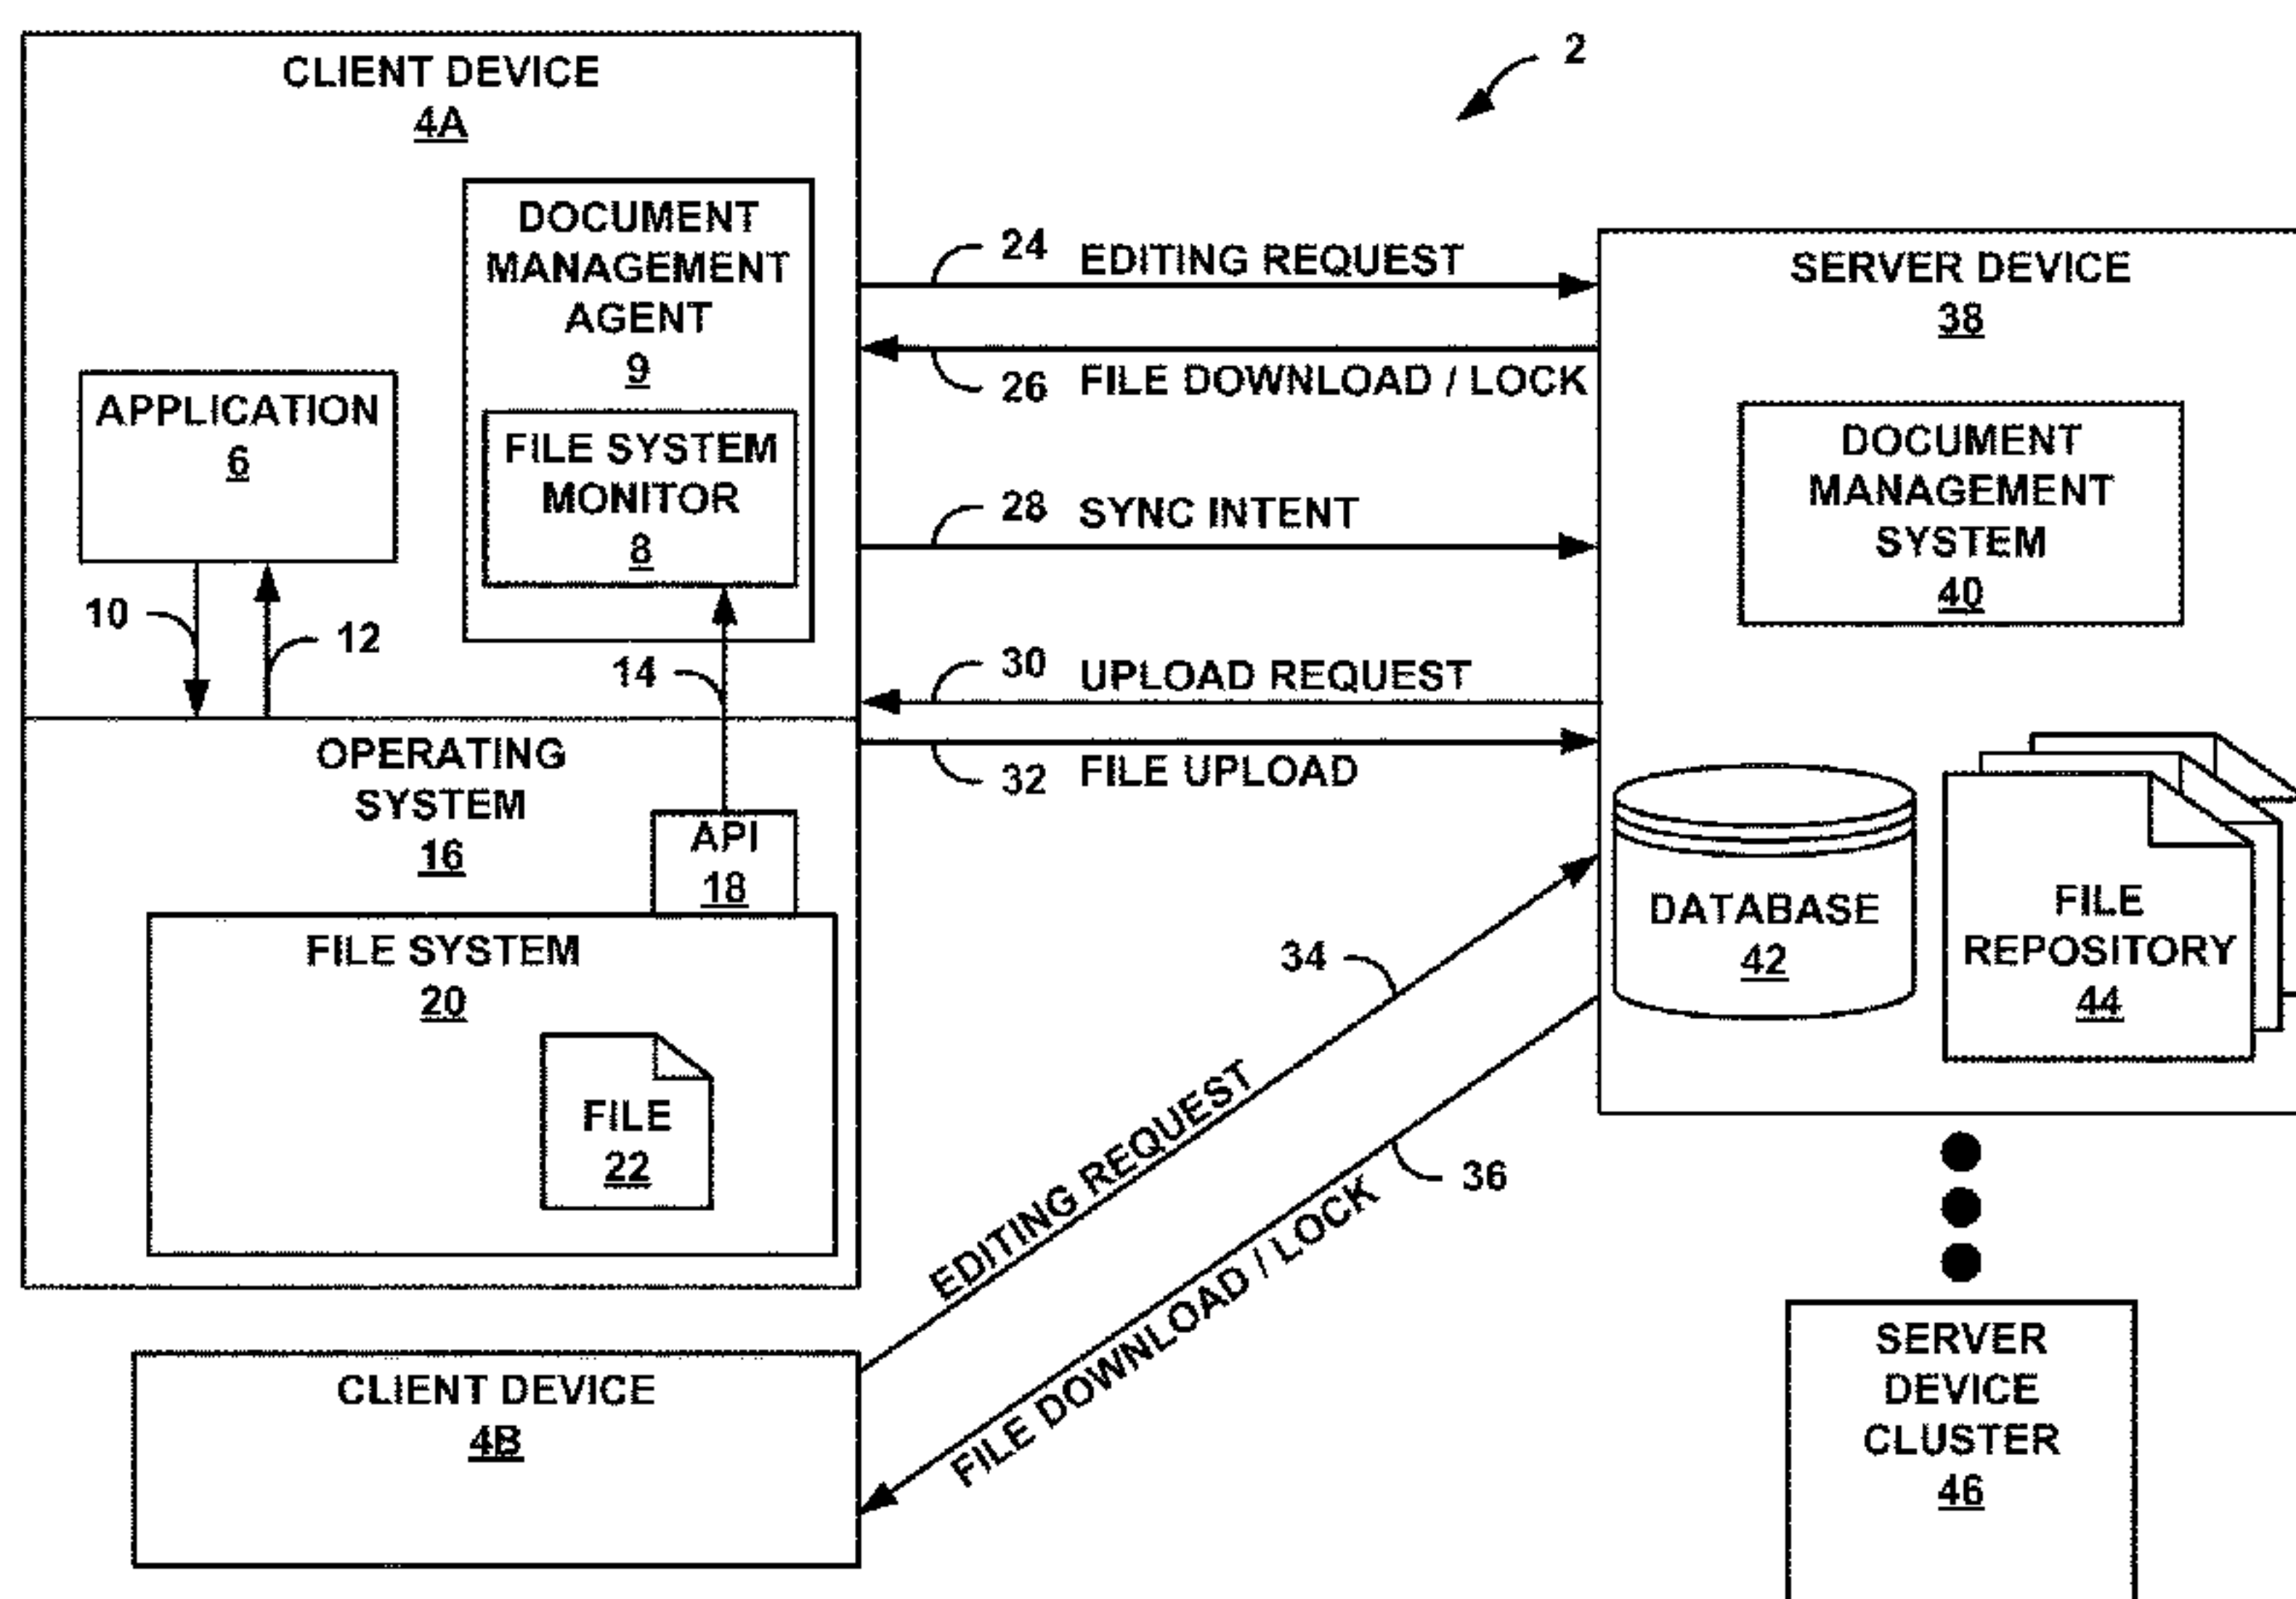 2
CLIENT DEVICE
4A
DOCUMENT
MANAGEMENT
AGENT
9
FILE SYSTEM
MONITOR
8
APPLICATION
6
10
12
14
OPERATING
SYSTEM
16
API
18
FILE SYSTEM
20
FILE
22
24 EDITING REQUEST
26 FILE DOWNLOAD / LOCK
28 SYNC INTENT
30 UPLOAD REQUEST
32 FILE UPLOAD
34
EDITING REQUEST
36
FILE DOWNLOAD / LOCK
SERVER DEVICE
38
DOCUMENT
MANAGEMENT
SYSTEM
40
DATABASE
42
FILE
REPOSITORY
44
CLIENT DEVICE
4B
SERVER
DEVICE
CLUSTER
46